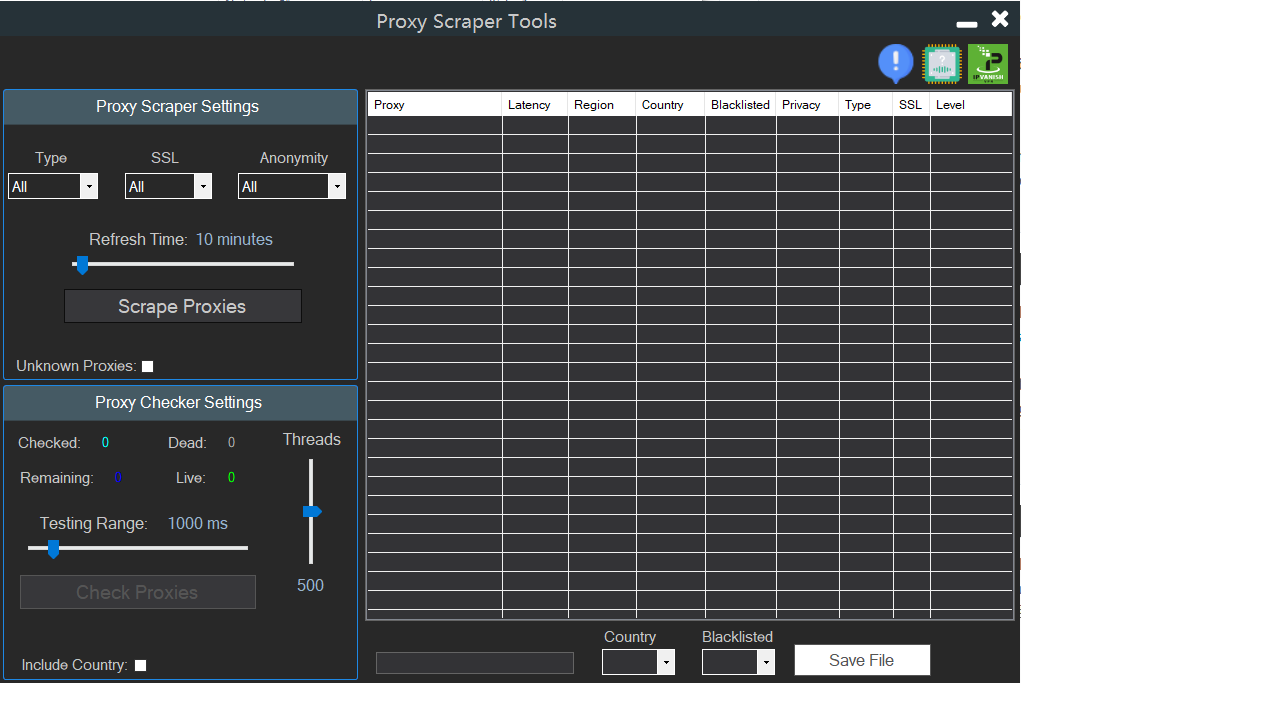 Proxy Scraper Tools
IPVANISH
Proxy Scraper Settings
Type SSL Anonymity
All All All
Refresh Time: 10 minutes
Scrape Proxies
Unknown Proxies:
Proxy Checker Settings
Checked: 0 Dead: 0 Threads
Remaining: 0 Live: 0
Testing Range: 1000 ms
500
Check Proxies
Include Country:
Proxy Latency Region Country Blacklisted Privacy Type SSL Level
Country Blacklisted
Save File